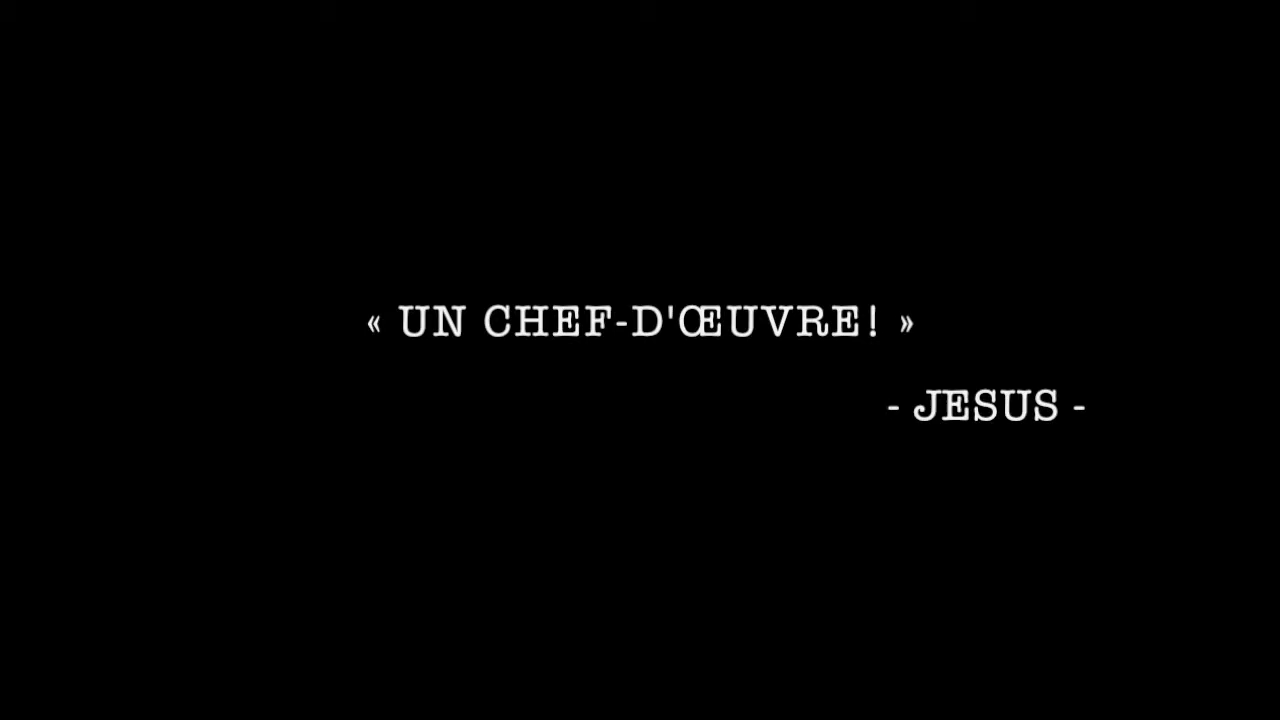 « UN CHEF-D'ŒUVRE! »
- JESUS -